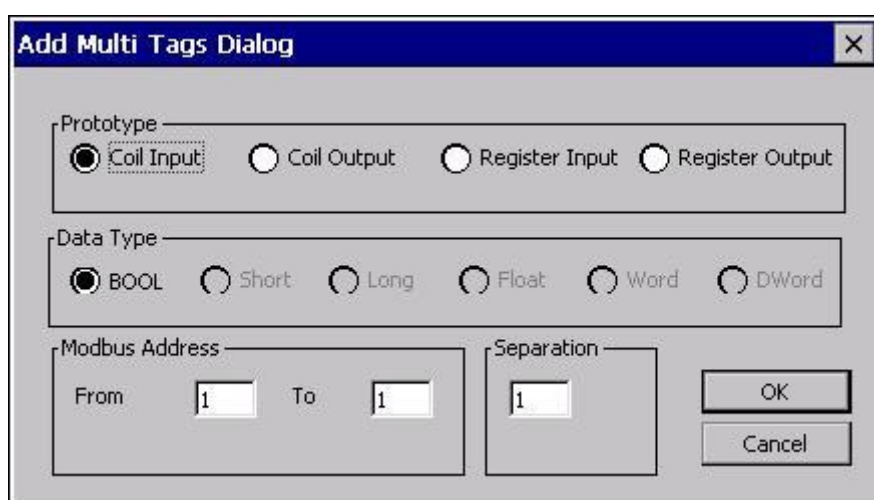 Add Multi Tags Dialog
Prototype
Coil Input Coil Output Register Input Register Output
Data Type
BOOL Short Long Float Word DWord
Modbus Address
From 1 To 1
Separation
1
OK
Cancel